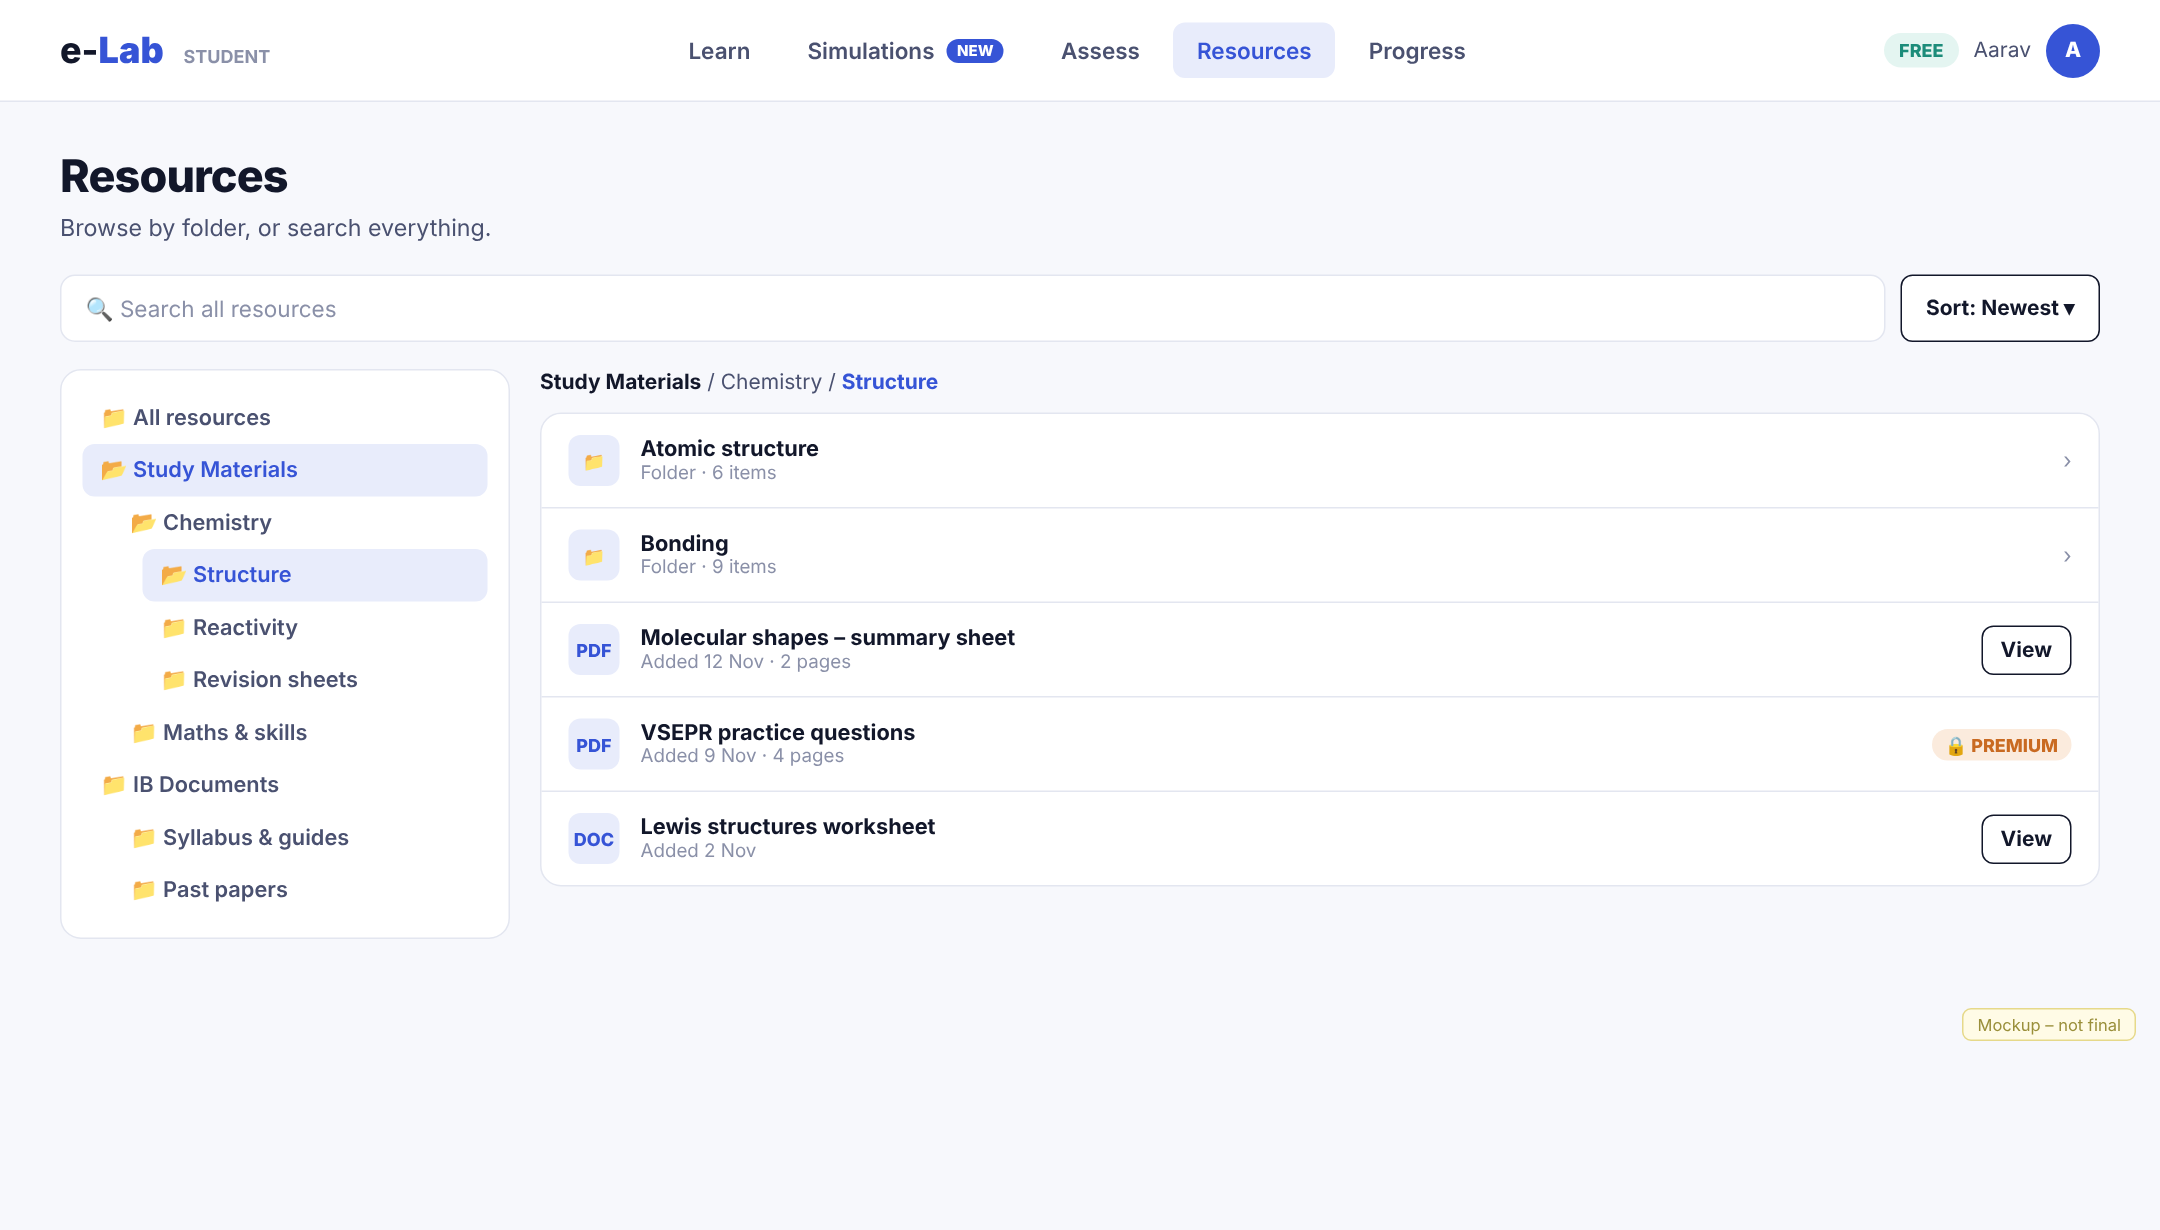 e-Lab STUDENT
Learn Simulations NEW Assess Resources Progress
FREE Aarav A
Resources
Browse by folder, or search everything.
🔍 Search all resources
Sort: Newest ▾
📁 All resources
📂 Study Materials
📂 Chemistry
📂 Structure
📁 Reactivity
📁 Revision sheets
📁 Maths & skills
📁 IB Documents
📁 Syllabus & guides
📁 Past papers
Study Materials / Chemistry / Structure
Atomic structure
Folder · 6 items
›
Bonding
Folder · 9 items
›
PDF
Molecular shapes – summary sheet
Added 12 Nov · 2 pages
View
PDF
VSEPR practice questions
Added 9 Nov · 4 pages
🔒 PREMIUM
DOC
Lewis structures worksheet
Added 2 Nov
View
Mockup – not final